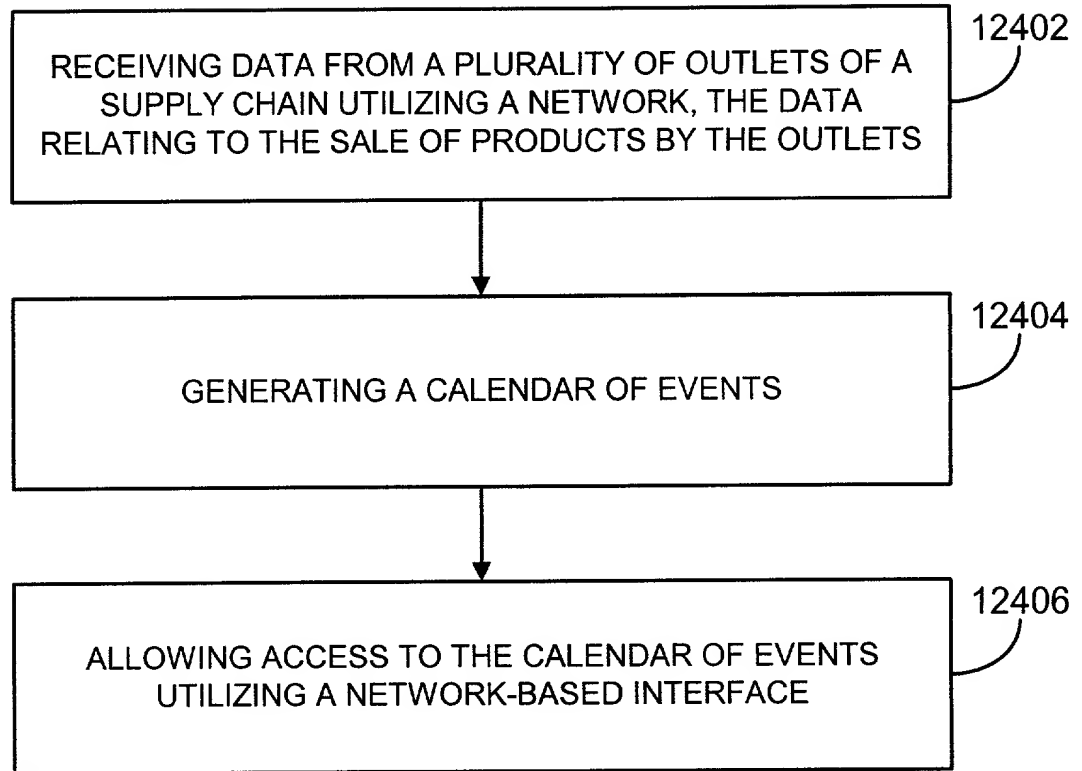 12402
RECEIVING DATA FROM A PLURALITY OF OUTLETS OF A
SUPPLY CHAIN UTILIZING A NETWORK, THE DATA
RELATING TO THE SALE OF PRODUCTS BY THE OUTLETS
12404
GENERATING A CALENDAR OF EVENTS
12406
ALLOWING ACCESS TO THE CALENDAR OF EVENTS
UTILIZING A NETWORK-BASED INTERFACE